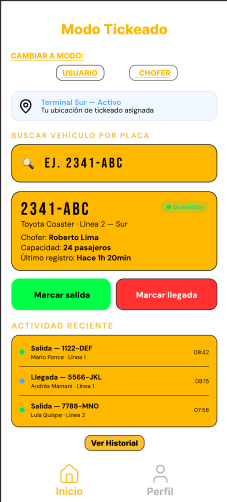 Modo Tickeado
CAMBIAR A MODO:
USUARIO
CHOFER
Terminal Sur — Activo
Tu ubicación de tickeado asignada
BUSCAR VEHÍCULO POR PLACA
EJ. 2341-ABC
2341-ABC
En servicio
Toyota Coaster · Línea 2 — Sur
Chofer: Roberto Lima
Capacidad: 24 pasajeros
Último registro: Hace 1h 20min
Marcar salida
Marcar llegada
ACTIVIDAD RECIENTE
Salida — 1122-DEF
08:42
Mario Ponce · Línea 1
Llegada — 5566-JKL
08:15
Andrés Mamani · Línea 1
Salida — 7788-MNO
07:58
Luis Quispe · Línea 2
Ver Historial
Inicio
Perfil